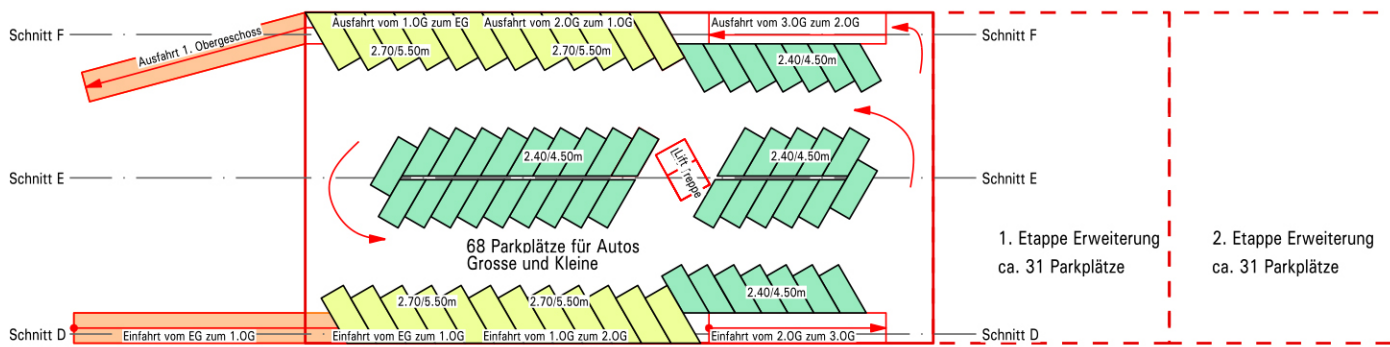 Ausfahrt vom 1.OG zum EG
Ausfahrt vom 2.OG zum 1.OG
Ausfahrt vom 3.OG zum 2.OG
Schnitt F
Schnitt F
Ausfahrt 1. Obergeschoss
2.70/5.50m
2.70/5.50m
2.40/4.50m
2.40/4.50m
2.40/4.50m
Lift
Treppe
Schnitt E
Schnitt E
68 Parkplätze für Autos
Grosse und Kleine
1. Etappe Erweiterung
ca. 31 Parkplätze
2. Etappe Erweiterung
ca. 31 Parkplätze
2.70/5.50m
2.70/5.50m
2.40/4.50m
Schnitt D
Einfahrt vom EG zum 1.OG
Einfahrt vom EG zum 1.OG
Einfahrt vom 1.OG zum 2.OG
Einfahrt vom 2.OG zum 3.OG
Schnitt D